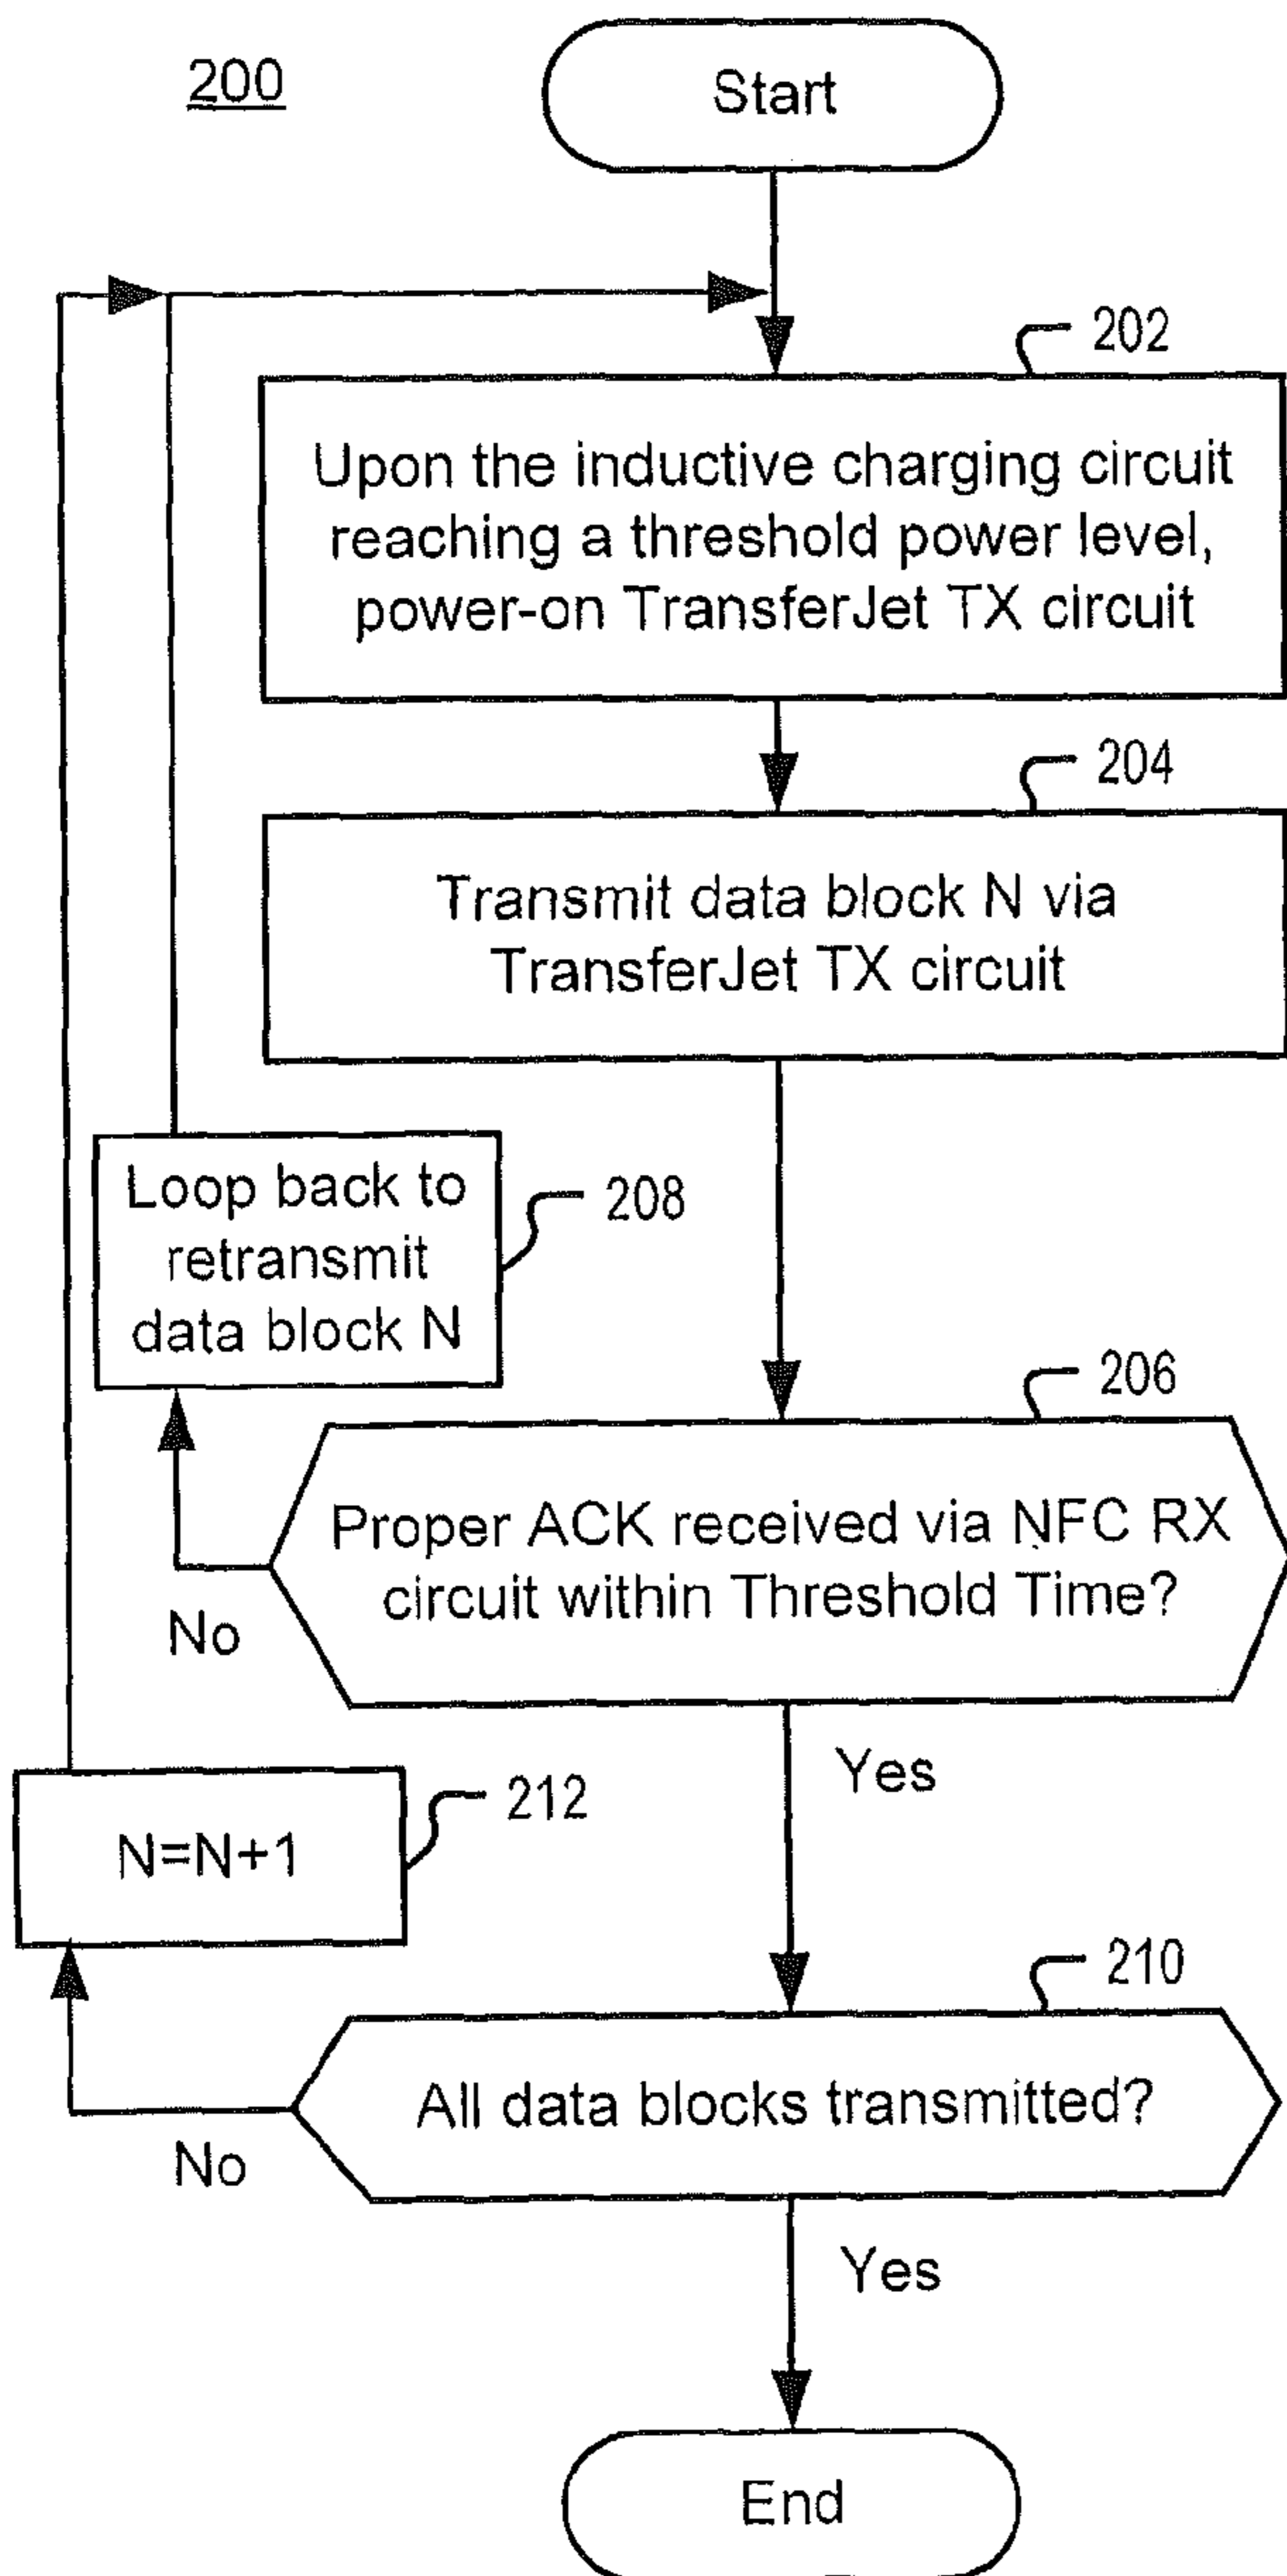 200
Start
202
Upon the inductive charging circuit
reaching a threshold power level,
power-on TransferJet TX circuit
204
Transmit data block N via
TransferJet TX circuit
Loop back to
retransmit
data block N
208
206
Proper ACK received via NFC RX
circuit within Threshold Time?
No
Yes
N=N+1
212
210
All data blocks transmitted?
No
Yes
End